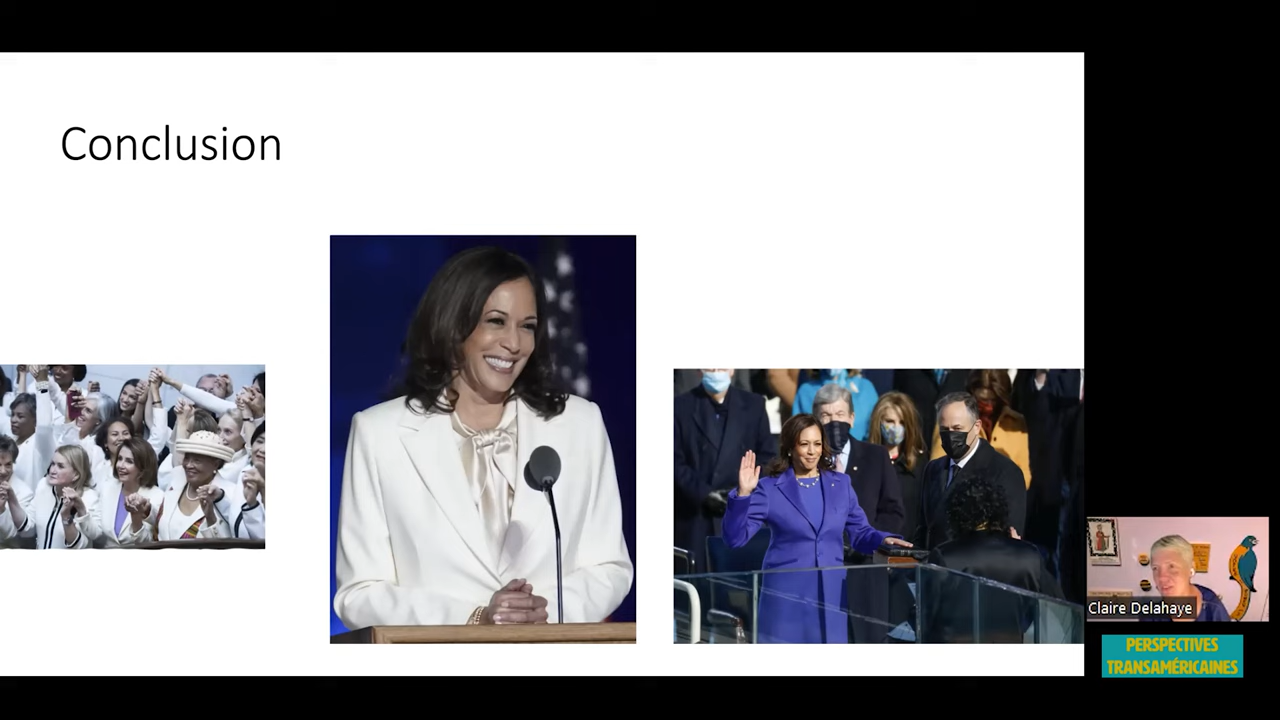 Conclusion
Claire Delahaye
PERSPECTIVES
TRANSAMÉRICAINES